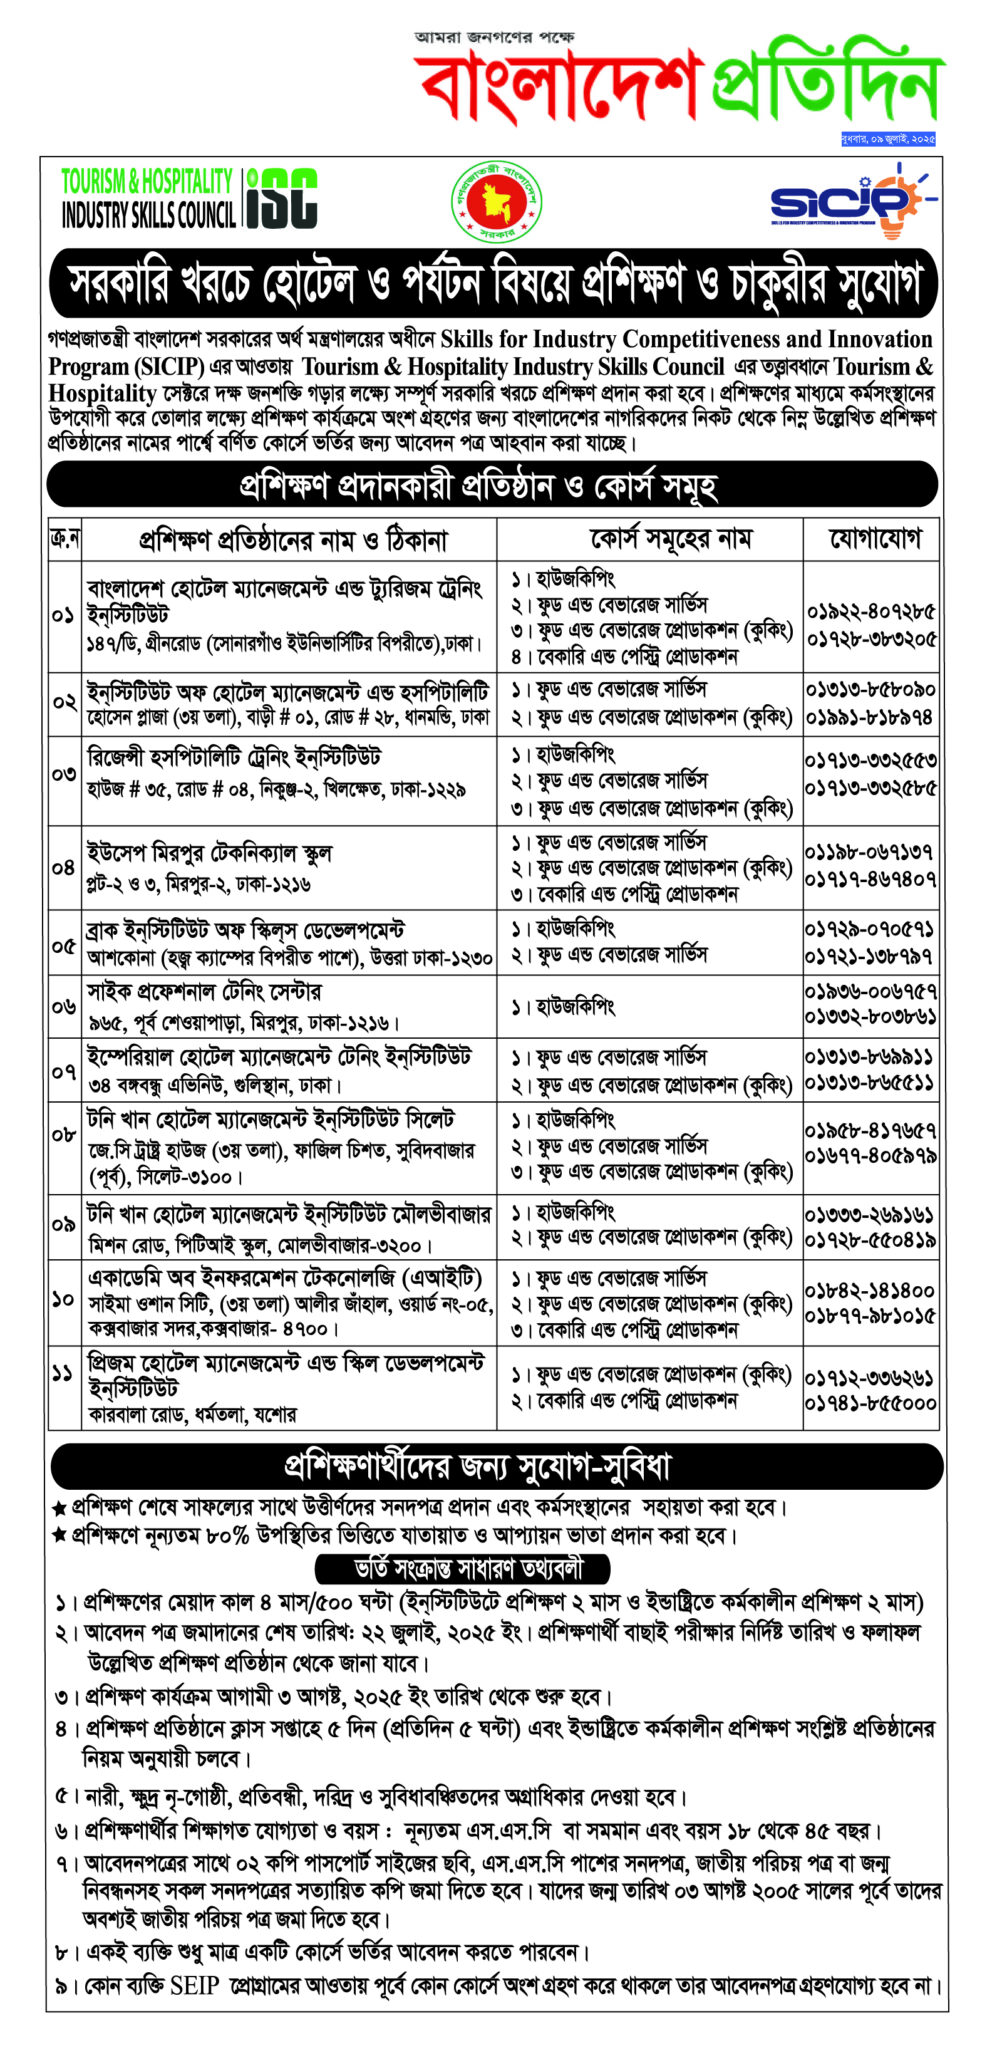 আমরা জনগণের পক্ষে
বাংলাদেশ প্রতিদিন
বুধবার, ০৯ জুলাই, ২০২৫
TOURISM & HOSPITALITY
INDUSTRY SKILLS COUNCIL
iSC
গণপ্রজাতন্ত্রী বাংলাদেশ
সরকার
SiCiP
SKILLS FOR INDUSTRY COMPETITIVENESS & INNOVATION PROGRAM
সরকারি খরচে হোটেল ও পর্যটন বিষয়ে প্রশিক্ষণ ও চাকুরীর সুযোগ
গণপ্রজাতন্ত্রী বাংলাদেশ সরকারের অর্থ মন্ত্রণালয়ের অধীনে Skills for Industry Competitiveness and Innovation
Program (SICIP) এর আওতায় Tourism & Hospitality Industry Skills Council এর তত্ত্বাবধানে Tourism &
Hospitality সেক্টরে দক্ষ জনশক্তি গড়ার লক্ষ্যে সম্পূর্ণ সরকারি খরচে প্রশিক্ষণ প্রদান করা হবে। প্রশিক্ষণের মাধ্যমে কর্মসংস্থানের
উপযোগী করে তোলার লক্ষ্যে প্রশিক্ষণ কার্যক্রমে অংশ গ্রহণের জন্য বাংলাদেশের নাগরিকদের নিকট থেকে নিম্ন উল্লেখিত প্রশিক্ষণ
প্রতিষ্ঠানের নামের পার্শ্বে বর্ণিত কোর্সে ভর্তির জন্য আবেদন পত্র আহবান করা যাচ্ছে।
প্রশিক্ষণ প্রদানকারী প্রতিষ্ঠান ও কোর্স সমূহ
ক্র.ন প্রশিক্ষণ প্রতিষ্ঠানের নাম ও ঠিকানা কোর্স সমূহের নাম যোগাযোগ
০১
বাংলাদেশ হোটেল ম্যানেজমেন্ট এন্ড ট্যুরিজম ট্রেনিং
ইন্‌স্টিটিউট
১৪৭/ডি, গ্রীনরোড (সোনারগাঁও ইউনিভার্সিটির বিপরীতে),ঢাকা।
১। হাউজকিপিং
২। ফুড এন্ড বেভারেজ সার্ভিস
৩। ফুড এন্ড বেভারেজ প্রোডাকশন (কুকিং)
৪। বেকারি এন্ড পেস্ট্রি প্রোডাকশন
০১৯২২-৪০৭২৮৫
০১৭২৮-৩৮৩২০৫
০২
ইন্‌স্টিটিউট অফ হোটেল ম্যানেজমেন্ট এন্ড হসপিটালিটি
হোসেন প্লাজা (৩য় তলা), বাড়ী # ০১, রোড # ২৮, ধানমন্ডি, ঢাকা
১। ফুড এন্ড বেভারেজ সার্ভিস
২। ফুড এন্ড বেভারেজ প্রোডাকশন (কুকিং)
০১৩১৩-৮৫৮০৯০
০১৯৯১-৮১৮৯৭৪
০৩
রিজেন্সী হসপিটালিটি ট্রেনিং ইন্‌স্টিটিউট
হাউজ # ৩৫, রোড # ০৪, নিকুঞ্জ-২, খিলক্ষেত, ঢাকা-১২২৯
১। হাউজকিপিং
২। ফুড এন্ড বেভারেজ সার্ভিস
৩। ফুড এন্ড বেভারেজ প্রোডাকশন (কুকিং)
০১৭১৩-৩৩২৫৫৩
০১৭১৩-৩৩২৫৮৫
০৪
ইউসেপ মিরপুর টেকনিক্যাল স্কুল
প্লট-২ ও ৩, মিরপুর-২, ঢাকা-১২১৬
১। ফুড এন্ড বেভারেজ সার্ভিস
২। ফুড এন্ড বেভারেজ প্রোডাকশন (কুকিং)
৩। বেকারি এন্ড পেস্ট্রি প্রোডাকশন
০১১৯৮-০৬৭১৩৭
০১৭১৭-৪৬৭৪০৭
০৫
ব্রাক ইন্‌স্টিটিউট অফ স্কিল্‌স ডেভেলপমেন্ট
আশকোনা (হজ্ব ক্যাম্পের বিপরীত পাশে), উত্তরা ঢাকা-১২৩০
১। হাউজকিপিং
২। ফুড এন্ড বেভারেজ সার্ভিস
০১৭২৯-০৭০৫৭১
০১৭২১-১৩৮৭৯৭
০৬
সাইক প্রফেশনাল টেনিং সেন্টার
৯৬৫, পূর্ব শেওয়াপাড়া, মিরপুর, ঢাকা-১২১৬।
১। হাউজকিপিং
০১৯৩৬-০০৬৭৫৭
০১৩৩২-৮০৩৮৬১
০৭
ইম্পেরিয়াল হোটেল ম্যানেজমেন্ট টেনিং ইন্‌স্টিটিউট
৩৪ বঙ্গবন্ধু এভিনিউ, গুলিস্থান, ঢাকা।
১। ফুড এন্ড বেভারেজ সার্ভিস
২। ফুড এন্ড বেভারেজ প্রোডাকশন (কুকিং)
০১৩১৩-৮৬৯৯১১
০১৩১৩-৮৬৫৫১১
০৮
টনি খান হোটেল ম্যানেজমেন্ট ইন্‌স্টিটিউট সিলেট
জে.সি ট্রাষ্ট্র হাউজ (৩য় তলা), ফাজিল চিশত, সুবিদবাজার
(পূর্ব), সিলেট-৩১০০।
১। হাউজকিপিং
২। ফুড এন্ড বেভারেজ সার্ভিস
৩। ফুড এন্ড বেভারেজ প্রোডাকশন (কুকিং)
০১৯৫৮-৪১৭৬৫৭
০১৬৭৭-৪০৫৯৭৯
০৯
টনি খান হোটেল ম্যানেজমেন্ট ইন্‌স্টিটিউট মৌলভীবাজার
মিশন রোড, পিটিআই স্কুল, মোলভীবাজার-৩২০০।
১। হাউজকিপিং
২। ফুড এন্ড বেভারেজ প্রোডাকশন (কুকিং)
০১৩৩৩-২৬৯১৬১
০১৭২৮-৫৫০৪১৯
১০
একাডেমি অব ইনফরমেশন টেকনোলজি (এআইটি)
সাইমা ওশান সিটি, (৩য় তলা) আলীর জাঁহাল, ওয়ার্ড নং-০৫,
কক্সবাজার সদর,কক্সবাজার- ৪৭০০।
১। ফুড এন্ড বেভারেজ সার্ভিস
২। ফুড এন্ড বেভারেজ প্রোডাকশন (কুকিং)
৩। বেকারি এন্ড পেস্ট্রি প্রোডাকশন
০১৮৪২-১৪১৪০০
০১৮৭৭-৯৮১০১৫
১১
প্রিজম হোটেল ম্যানেজমেন্ট এন্ড স্কিল ডেভলপমেন্ট
ইন্‌স্টিটিউট
কারবালা রোড, ধর্মতলা, যশোর
১। ফুড এন্ড বেভারেজ প্রোডাকশন (কুকিং)
২। বেকারি এন্ড পেস্ট্রি প্রোডাকশন
০১৭১২-৩৩৬২৬১
০১৭৪১-৮৫৫০০০
প্রশিক্ষণার্থীদের জন্য সুযোগ-সুবিধা
★ প্রশিক্ষণ শেষে সাফল্যের সাথে উত্তীর্ণদের সনদপত্র প্রদান এবং কর্মসংস্থানের সহায়তা করা হবে।
★ প্রশিক্ষণে নূন্যতম ৮০% উপস্থিতির ভিত্তিতে যাতায়াত ও আপ্যায়ন ভাতা প্রদান করা হবে।
ভর্তি সংক্রান্ত সাধারণ তথ্যবলী
১। প্রশিক্ষণের মেয়াদ কাল ৪ মাস/৫০০ ঘন্টা (ইন্‌স্টিটিউটে প্রশিক্ষণ ২ মাস ও ইন্ডাষ্ট্রিতে কর্মকালীন প্রশিক্ষণ ২ মাস)
২। আবেদন পত্র জমাদানের শেষ তারিখ: ২২ জুলাই, ২০২৫ ইং। প্রশিক্ষণার্থী বাছাই পরীক্ষার নির্দিষ্ট তারিখ ও ফলাফল
উল্লেখিত প্রশিক্ষণ প্রতিষ্ঠান থেকে জানা যাবে।
৩। প্রশিক্ষণ কার্যক্রম আগামী ৩ আগষ্ট, ২০২৫ ইং তারিখ থেকে শুরু হবে।
৪। প্রশিক্ষণ প্রতিষ্ঠানে ক্লাস সপ্তাহে ৫ দিন (প্রতিদিন ৫ ঘন্টা) এবং ইন্ডাষ্ট্রিতে কর্মকালীন প্রশিক্ষণ সংশ্লিষ্ট প্রতিষ্ঠানের
নিয়ম অনুযায়ী চলবে।
৫। নারী, ক্ষুদ্র নৃ-গোষ্ঠী, প্রতিবন্ধী, দরিদ্র ও সুবিধাবঞ্চিতদের অগ্রাধিকার দেওয়া হবে।
৬। প্রশিক্ষণার্থীর শিক্ষাগত যোগ্যতা ও বয়স : নূন্যতম এস.এস.সি বা সমমান এবং বয়স ১৮ থেকে ৪৫ বছর।
৭। আবেদনপত্রের সাথে ০২ কপি পাসপোর্ট সাইজের ছবি, এস.এস.সি পাশের সনদপত্র, জাতীয় পরিচয় পত্র বা জন্ম
নিবন্ধনসহ সকল সনদপত্রের সত্যায়িত কপি জমা দিতে হবে। যাদের জন্ম তারিখ ০৩ আগষ্ট ২০০৫ সালের পূর্বে তাদের
অবশ্যই জাতীয় পরিচয় পত্র জমা দিতে হবে।
৮। একই ব্যক্তি শুধু মাত্র একটি কোর্সে ভর্তির আবেদন করতে পারবেন।
৯। কোন ব্যক্তি SEIP প্রোগ্রামের আওতায় পূর্বে কোন কোর্সে অংশ গ্রহণ করে থাকলে তার আবেদনপত্র গ্রহণযোগ্য হবে না।